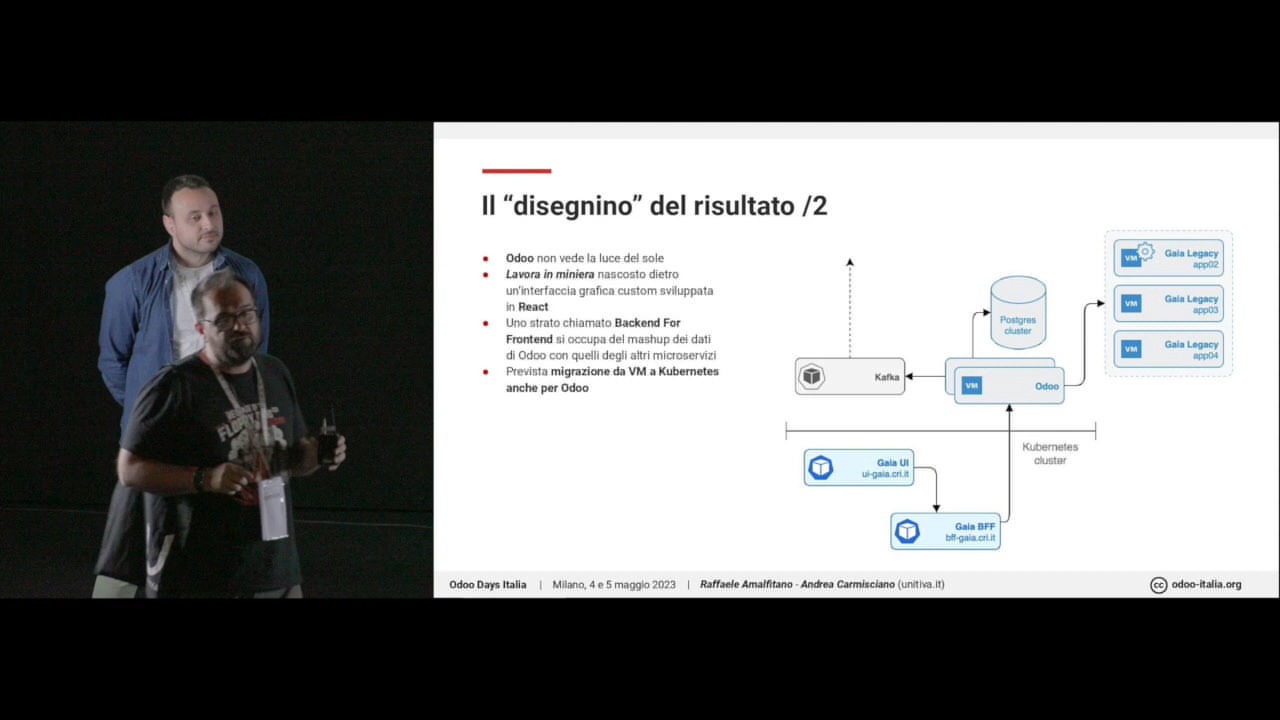 Il “disegnino” del risultato /2
● Odoo non vede la luce del sole
● Lavora in miniera nascosto dietro
un’interfaccia grafica custom sviluppata
in React
● Uno strato chiamato Backend For
Frontend si occupa del mashup dei dati
di Odoo con quelli degli altri microservizi
● Prevista migrazione da VM a Kubernetes
anche per Odoo
VM
Gaia Legacy
app02
VM
Gaia Legacy
app03
VM
Gaia Legacy
app04
Postgres
cluster
Kafka
VM
Odoo
Kubernetes
cluster
Gaia UI
ui-gaia.cri.it
Gaia BFF
bff-gaia.cri.it
Odoo Days Italia | Milano, 4 e 5 maggio 2023 | Raffaele Amalfitano - Andrea Carmisciano (unitiva.it)
cc odoo-italia.org